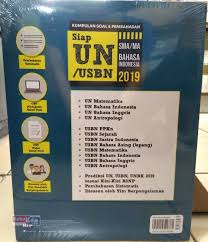 KUMPULAN SOAL & PEMBAHASAN
Siap
UN
/USBN
SMA/MA
BAHASA
INDONESIA
2019
UN Matematika
UN Bahasa Indonesia
UN Bahasa Inggris
UN Antropologi
USBN PPKn
USBN Sejarah
USBN Sastra Indonesia
USBN Bahasa Asing (Jepang)
USBN Matematika
USBN Bahasa Indonesia
USBN Bahasa Inggris
USBN Antropologi
Prediksi UN, USBN, UNBK 2019
sesuai Kisi-Kisi BSNP
Pembahasan Sistematis
Disusun oleh Tim Berpengalaman